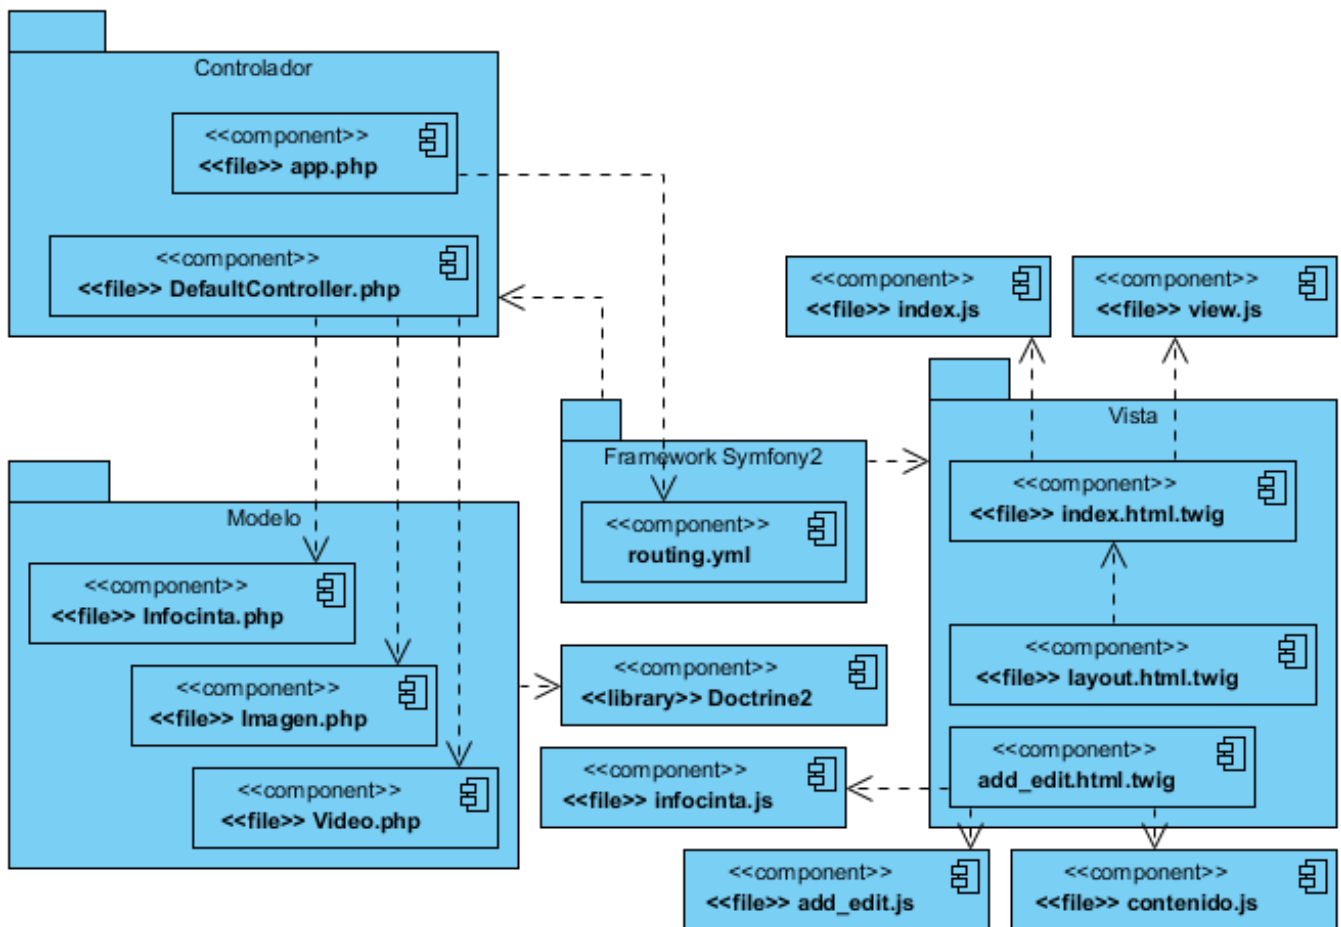 Controlador
<<component>>
<<file>> app.php
<<component>>
<<file>> DefaultController.php
<<component>>
<<file>> index.js
<<component>>
<<file>> view.js
Modelo
<<component>>
<<file>> Infocinta.php
<<component>>
<<file>> Imagen.php
<<component>>
<<file>> Video.php
Framework Symfony2
<<component>>
routing.yml
<<component>>
<<library>> Doctrine2
<<component>>
<<file>> infocinta.js
Vista
<<component>>
<<file>> index.html.twig
<<component>>
<<file>> layout.html.twig
<<component>>
add_edit.html.twig
<<component>>
<<file>> add_edit.js
<<component>>
<<file>> contenido.js